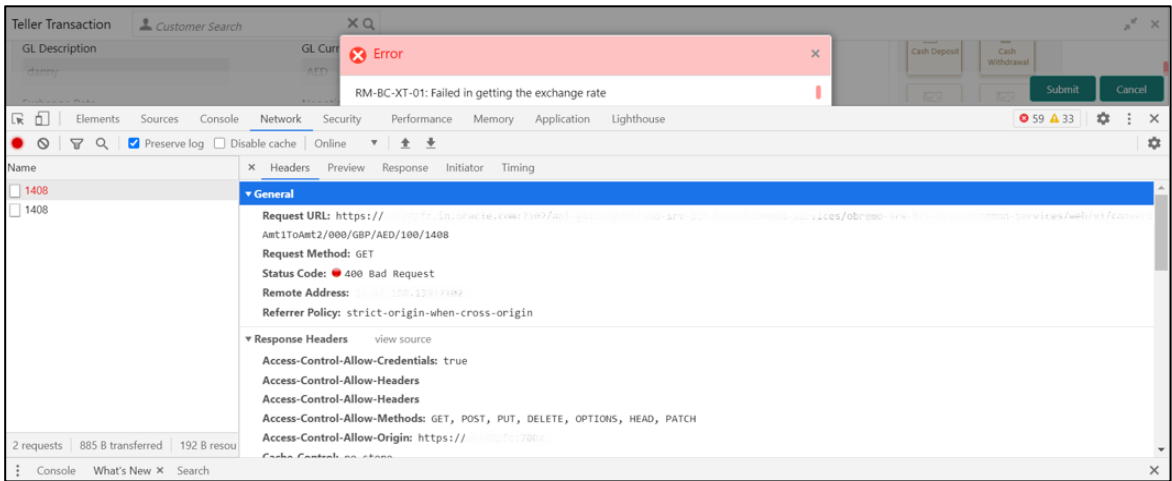 Teller Transaction Customer Search
GL Description GL Curr
Error
danny AED
Cash Deposit Cash Withdrawal
RM-BC-XT-01: Failed in getting the exchange rate
Submit Cancel
Elements Sources Console Network Security Performance Memory Application Lighthouse 59 33
Preserve log Disable cache Online
Name
Headers Preview Response Initiator Timing
1408
1408
General
Request URL: https://
Amt1ToAmt2/000/GBP/AED/100/1408
Request Method: GET
Status Code: 400 Bad Request
Remote Address:
Referrer Policy: strict-origin-when-cross-origin
Response Headers view source
Access-Control-Allow-Credentials: true
Access-Control-Allow-Headers
Access-Control-Allow-Headers
Access-Control-Allow-Methods: GET, POST, PUT, DELETE, OPTIONS, HEAD, PATCH
Access-Control-Allow-Origin: https://
2 requests 885 B transferred 192 B resou
Console What's New Search